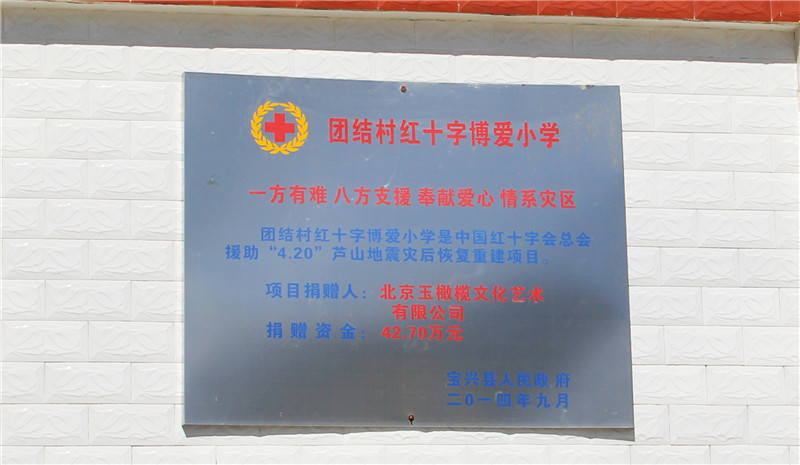 团结村红十字博爱小学
一方有难 八方支援 奉献爱心 情系灾区
团结村红十字博爱小学是中国红十字会总会
援助“4.20”芦山地震灾后恢复重建项目。
项目捐赠人：北京玉橄榄文化艺术
有限公司
捐赠资金：42.70万元
宝兴县人民政府
二0一四年九月